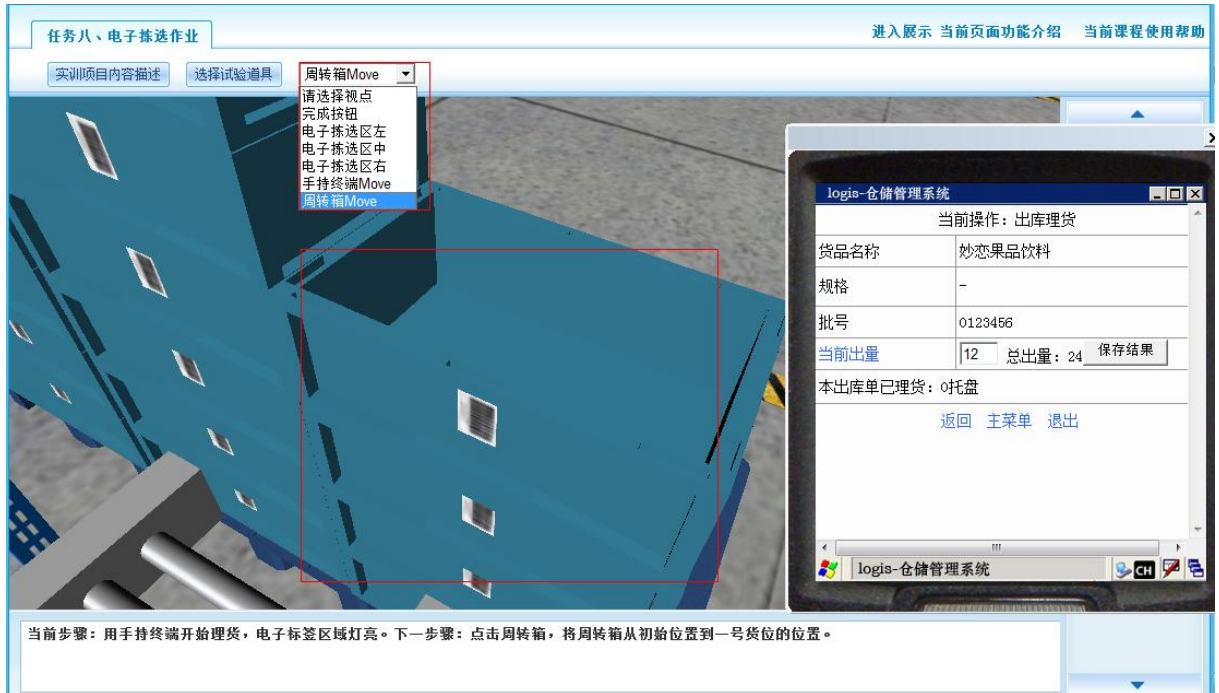 任务八、电子拣选作业
进入展示 当前页面功能介绍 当前课程使用帮助
实训项目内容描述 选择试验道具 周转箱Move
请选择视点
完成按钮
电子拣选区左
电子拣选区中
电子拣选区右
手持终端Move
周转箱Move
logis-仓储管理系统
当前操作：出库理货
货品名称 妙恋果品饮料
规格 -
批号 0123456
当前出量 12 总出量：24 保存结果
本出库单已理货：0托盘
返回 主菜单 退出
logis-仓储管理系统 CH
当前步骤：用手持终端开始理货，电子标签区域灯亮。下一步骤：点击周转箱，将周转箱从初始位置到一号货位的位置。